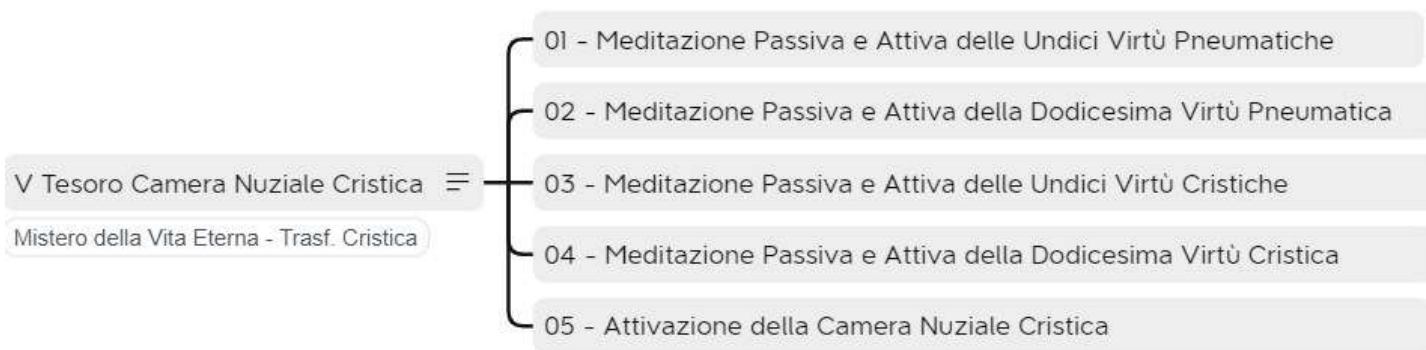 V Tesoro Camera Nuziale Cristica
Mistero della Vita Eterna - Trasf. Cristica
01 - Meditazione Passiva e Attiva delle Undici Virtù Pneumatiche
02 - Meditazione Passiva e Attiva della Dodicesima Virtù Pneumatica
03 - Meditazione Passiva e Attiva delle Undici Virtù Cristiche
04 - Meditazione Passiva e Attiva della Dodicesima Virtù Cristica
05 - Attivazione della Camera Nuziale Cristica